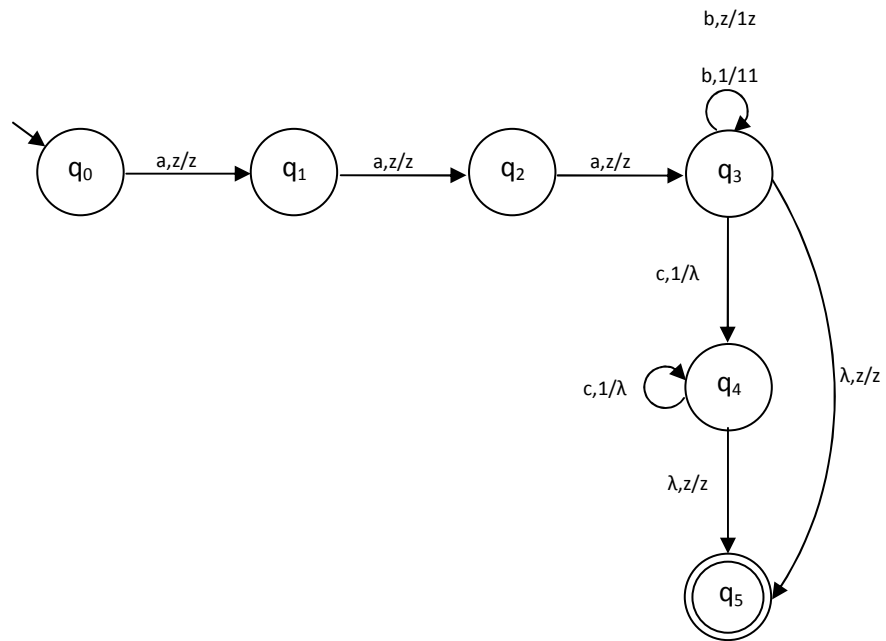 b,z/1z
b,1/11
q₀
a,z/z
q₁
a,z/z
q₂
a,z/z
q₃
c,1/λ
λ,z/z
c,1/λ
q₄
λ,z/z
q₅